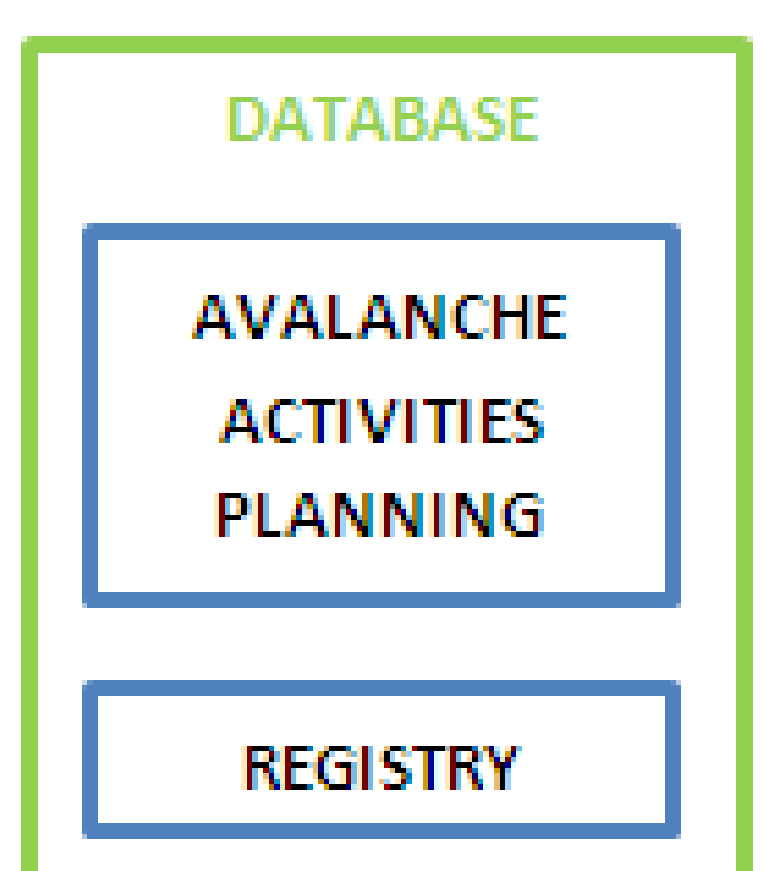 DATABASE
AVALANCHE
ACTIVITIES
PLANNING
REGISTRY